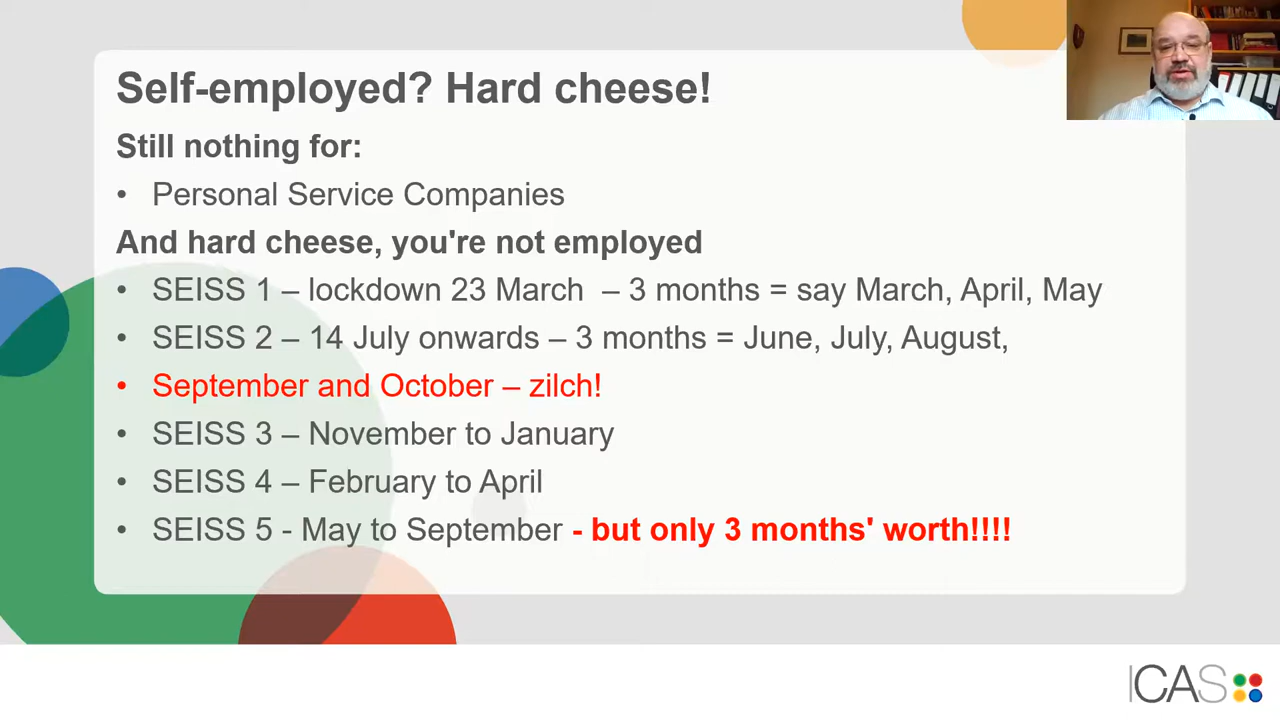 Self-employed? Hard cheese!
Still nothing for:
• Personal Service Companies
And hard cheese, you're not employed
• SEISS 1 – lockdown 23 March – 3 months = say March, April, May
• SEISS 2 – 14 July onwards – 3 months = June, July, August,
• September and October – zilch!
• SEISS 3 – November to January
• SEISS 4 – February to April
• SEISS 5 - May to September - but only 3 months' worth!!!!
ICAS